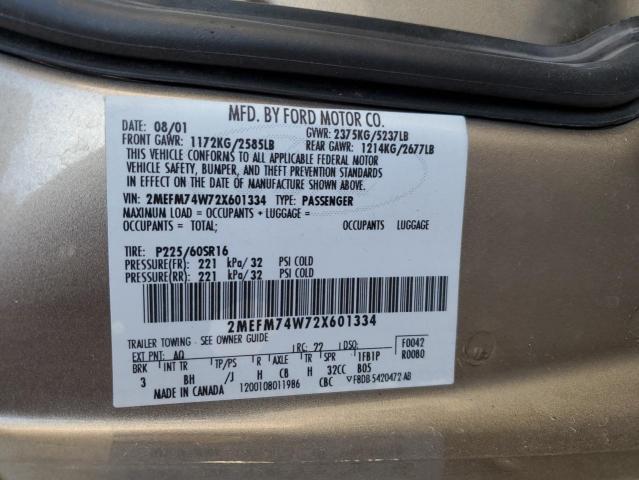 MFD. BY FORD MOTOR CO.
DATE: 08/01 GVWR: 2375KG/5237LB
FRONT GAWR: 1172KG/2585LB REAR GAWR: 1214KG/2677LB
THIS VEHICLE CONFORMS TO ALL APPLICABLE FEDERAL MOTOR
VEHICLE SAFETY, BUMPER, AND THEFT PREVENTION STANDARDS
IN EFFECT ON THE DATE OF MANUFACTURE SHOWN ABOVE.
VIN: 2MEFM74W72X601334 TYPE: PASSENGER
MAXIMUM LOAD = OCCUPANTS + LUGGAGE =
OCCUPANTS = TOTAL: OCCUPANTS LUGGAGE
TIRE: P225/60SR16
PRESSURE(FR) 221 kPa/32 PSI COLD
PRESSURE(RR) 221 kPa/32 PSI COLD
2MEFM74W72X601334
TRAILER TOWING - SEE OWNER GUIDE F0042
EXT PNT: AQ RC: 22 DSO: R0080
BRK INT TR TP/PS R AXLE TR SPR 1FB1P
3 BH /J H CB H 32CC B05
MADE IN CANADA 1200108011986 CBC F8DB 5420472 AB